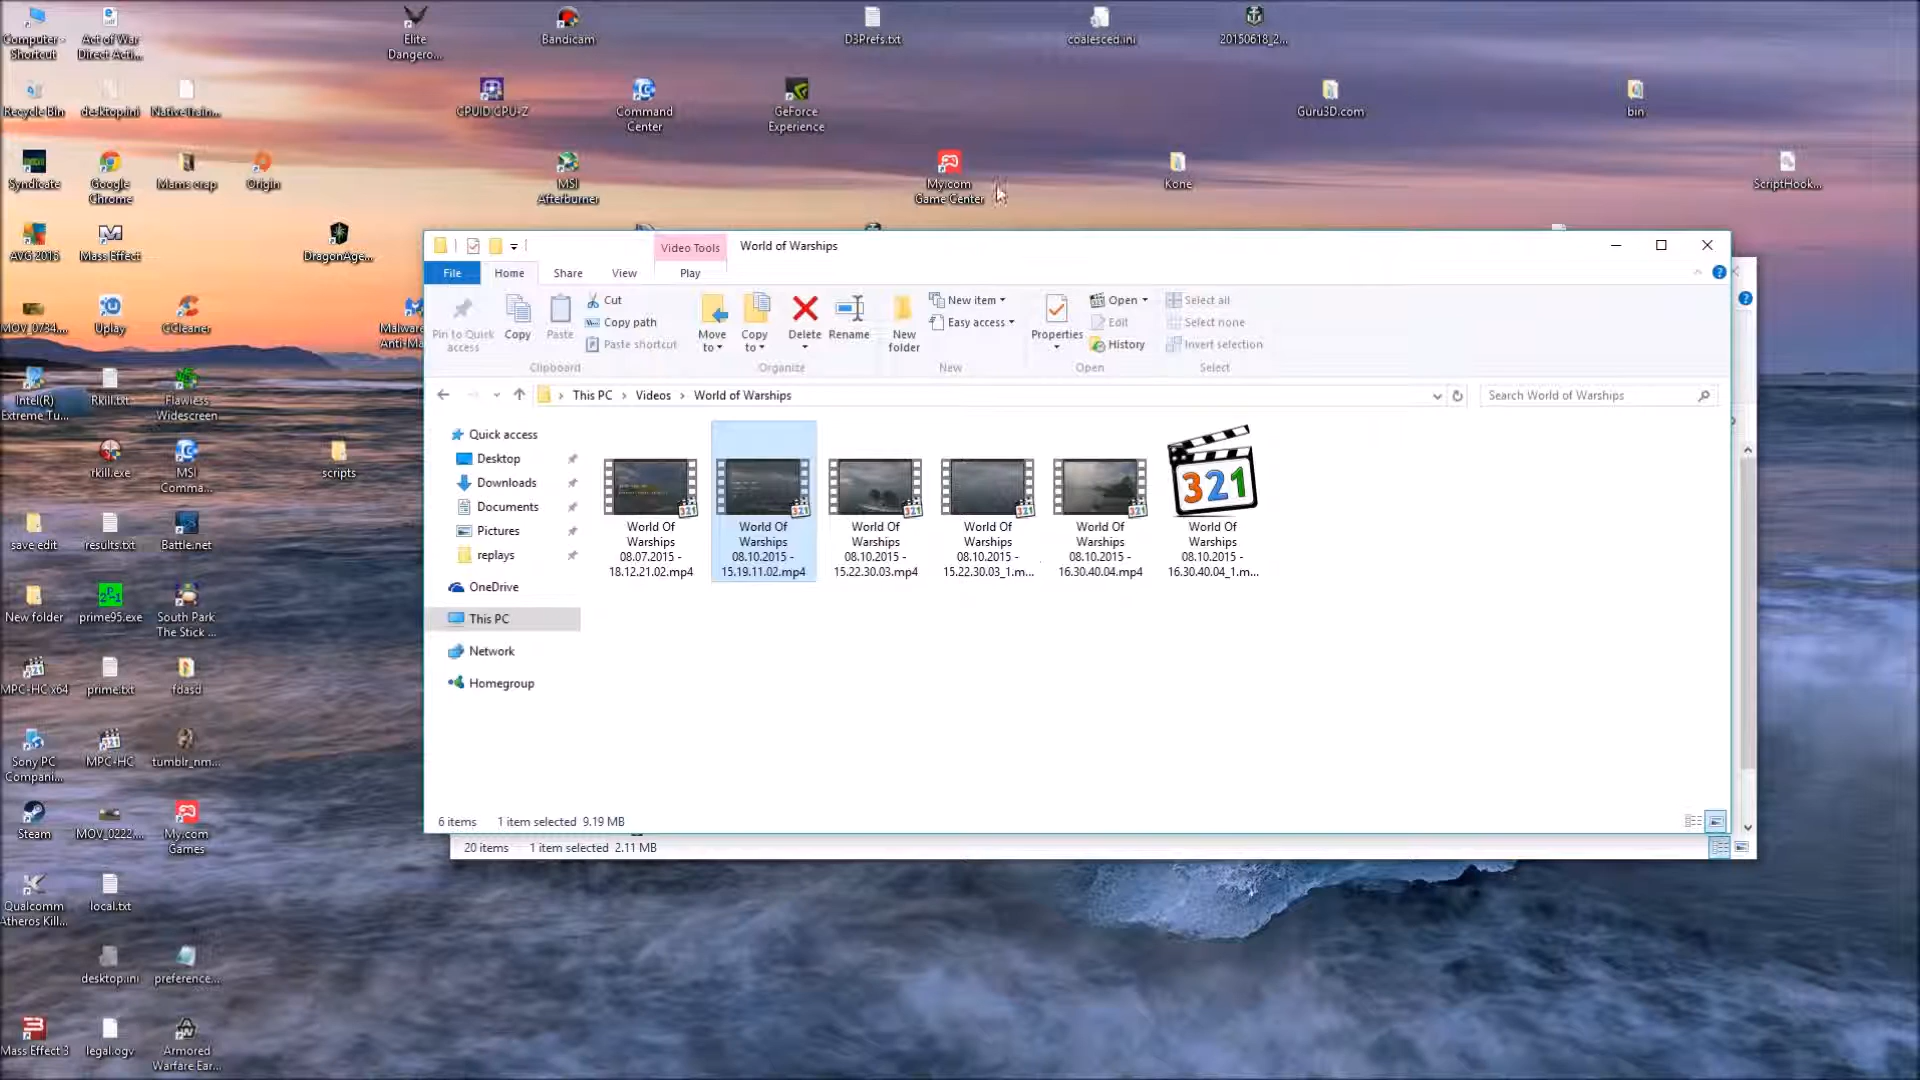 Computer -
Shortcut
Act of War
Direct Acti...
Elite
Dangero...
Bandicam
D3Prefs.txt
coalesced.ini
20150618_2...
Recycle Bin
desktop.ini
CPUID CPU-Z
Command
Center
GeForce
Experience
Guru3D.com
bin
Syndicate
Google
Chrome
Mams crap
Origin
MSI
Afterburner
My.com
Game Center
Kone
ScriptHook...
AVG 2015
Mass Effect
DragonAge...
Video Tools
World of Warships
File
Home
Share
View
Play
Pin to Quick
access
Copy
Paste
Cut
Copy path
Paste shortcut
Clipboard
Move
to
Copy
to
Delete
Rename
Organize
New
folder
New item
Easy access
New
Properties
Open
Edit
History
Open
Select all
Select none
Invert selection
Select
This PC
Videos
World of Warships
Search World of Warships
MOV_0734....
Uplay
CCleaner
Intel(R)
Extreme Tu...
Rkill.txt
Flawless
Widescreen
rkill.exe
MSI
Comma...
scripts
save edit
results.txt
Battle.net
New folder
prime95.exe
South Park
The Stick ...
MPC-HC x64
prime.txt
fdasd
Sony PC
Compani...
MPC-HC
tumblr_nm...
Steam
MOV_0222....
My.com
Games
Qualcomm
Atheros Kill...
local.txt
desktop.ini
preference...
Mass Effect 3
legal.ogv
Armored
Warfare Ear...
Quick access
Desktop
Downloads
Documents
Pictures
replays
OneDrive
This PC
Network
Homegroup
World Of
Warships
08.07.2015 -
18.12.21.02.mp4
World Of
Warships
08.10.2015 -
15.19.11.02.mp4
World Of
Warships
08.10.2015 -
15.22.30.03.mp4
World Of
Warships
08.10.2015 -
15.22.30.03_1.m...
World Of
Warships
08.10.2015 -
16.30.40.04.mp4
321
World Of
Warships
08.10.2015 -
16.30.40.04_1.m...
6 items
1 item selected 9.19 MB
20 items
1 item selected 2.11 MB